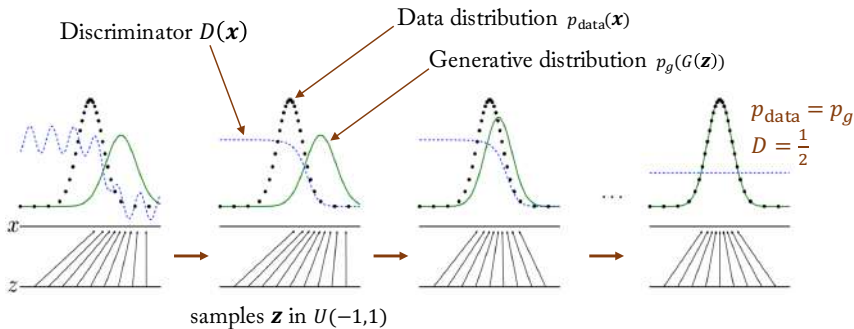 Discriminator D(x)
Data distribution p_data(x)
Generative distribution p_g(G(z))
p_data = p_g
D = 1/2
...
x
z
samples z in U(−1,1)